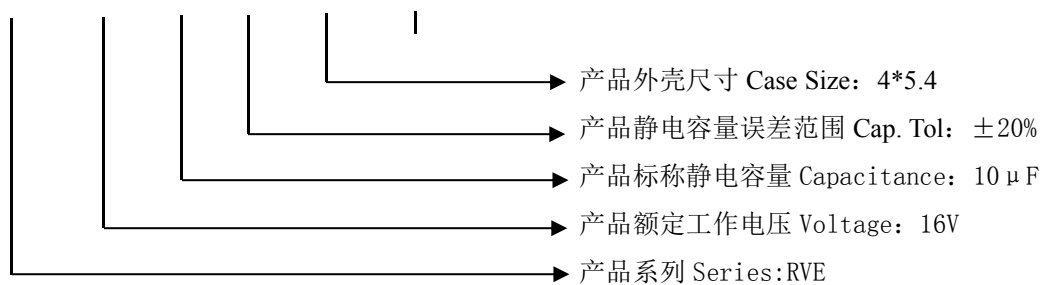 产品外壳尺寸 Case Size：4*5.4
产品静电容量误差范围 Cap. Tol：±20%
产品标称静电容量 Capacitance：10μF
产品额定工作电压 Voltage：16V
产品系列 Series:RVE